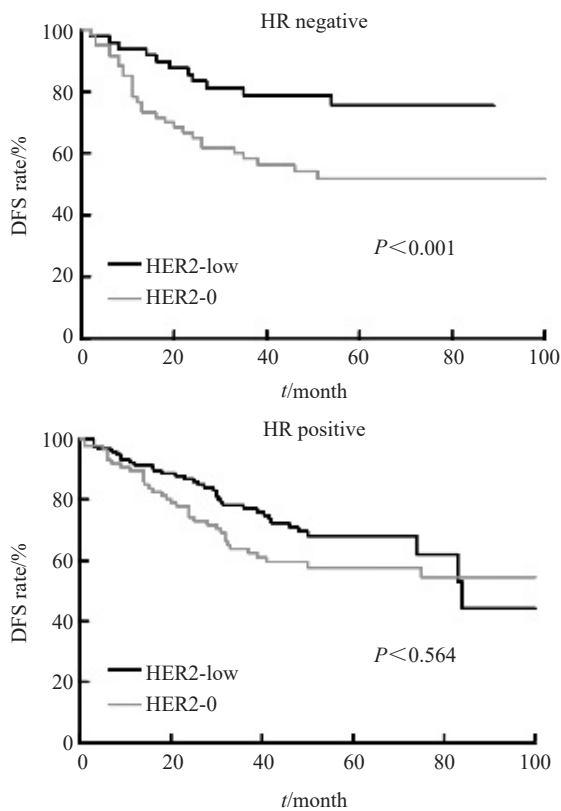 HR negative
100
80
60
40
20
0
DFS rate/%
HER2-low
HER2-0
P<0.001
0 20 40 60 80 100
t/month
HR positive
100
80
60
40
20
0
DFS rate/%
HER2-low
HER2-0
P<0.564
0 20 40 60 80 100
t/month